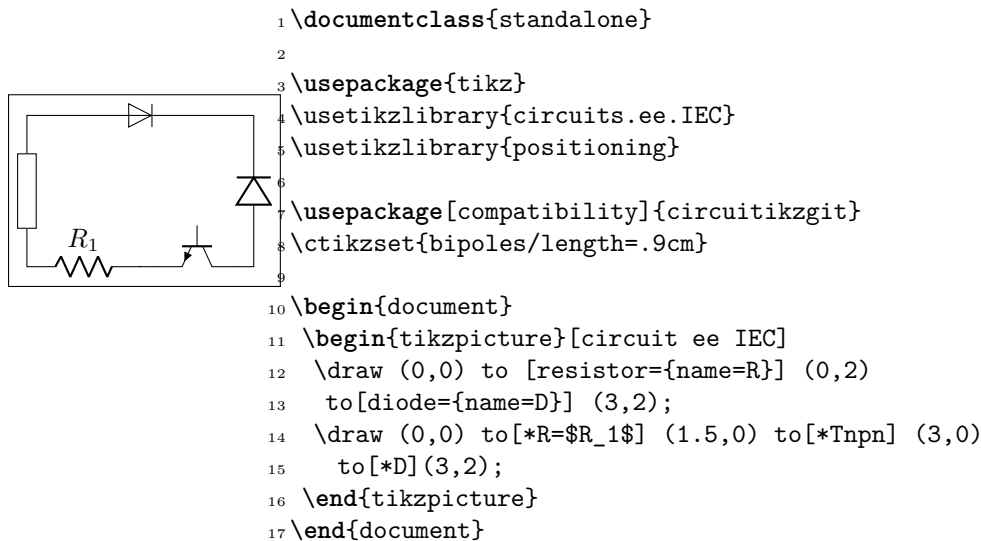 R_1
1 \documentclass{standalone}
2
3 \usepackage{tikz}
4 \usetikzlibrary{circuits.ee.IEC}
5 \usetikzlibrary{positioning}
6
7 \usepackage[compatibility]{circuitikzgit}
8 \ctikzset{bipoles/length=.9cm}
9
10 \begin{document}
11 \begin{tikzpicture}[circuit ee IEC]
12 \draw (0,0) to [resistor={name=R}] (0,2)
13 to[diode={name=D}] (3,2);
14 \draw (0,0) to[*R=$R_1$] (1.5,0) to[*Tnpn] (3,0)
15 to[*D](3,2);
16 \end{tikzpicture}
17 \end{document}